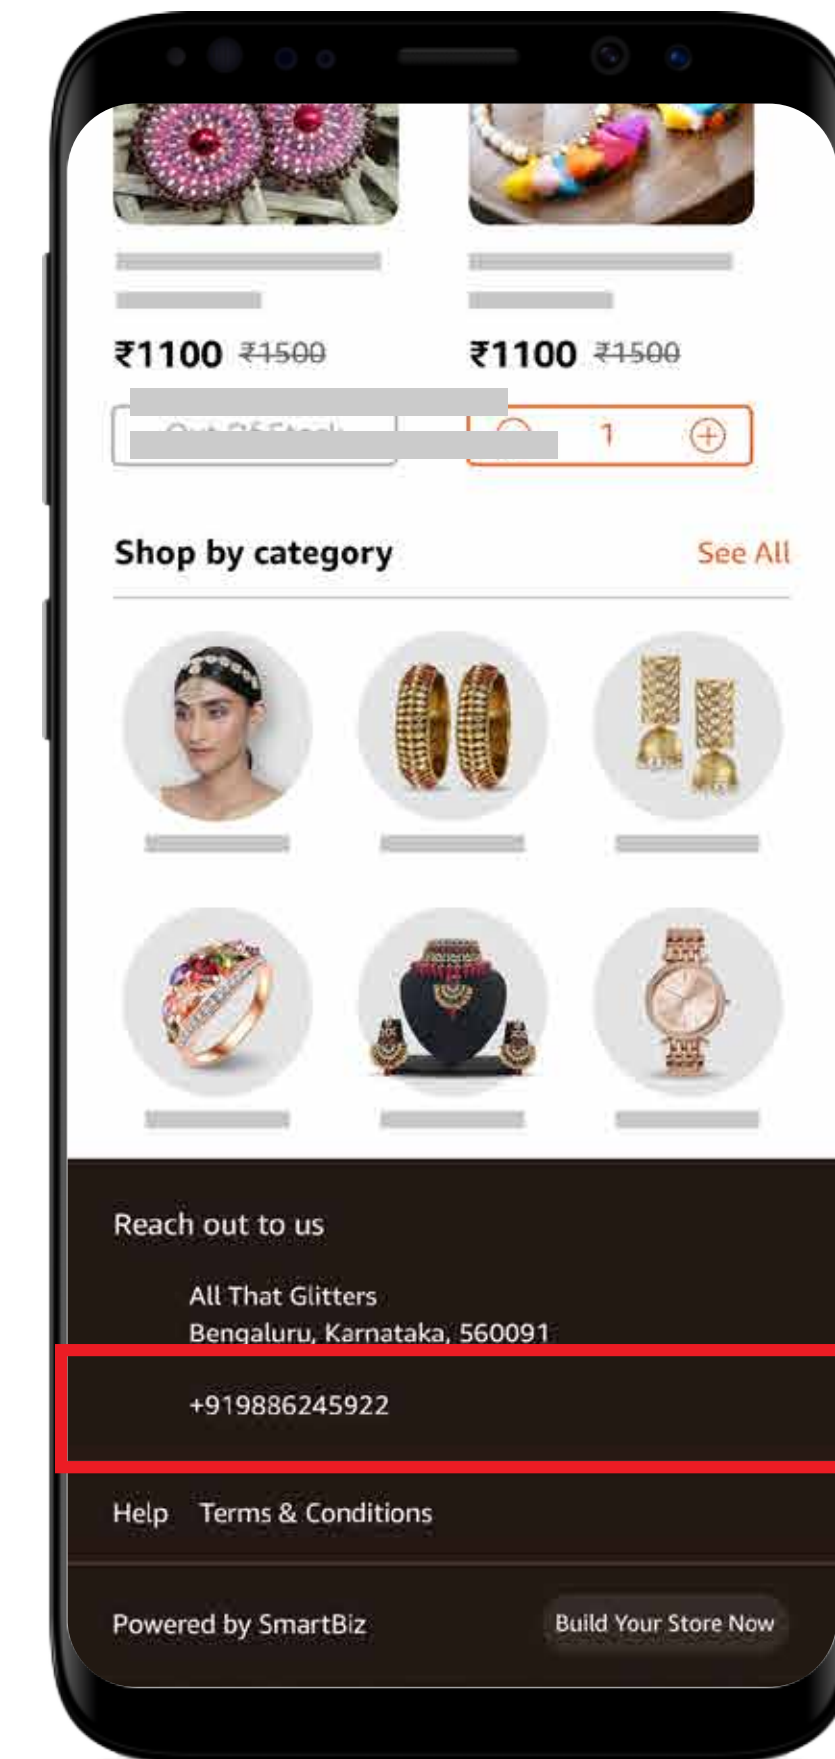 ₹1100 ₹1500
₹1100 ₹1500
1
Shop by category
See All
Reach out to us
All That Glitters
Bengaluru, Karnataka, 560091
+919886245922
Help Terms & Conditions
Powered by SmartBiz
Build Your Store Now